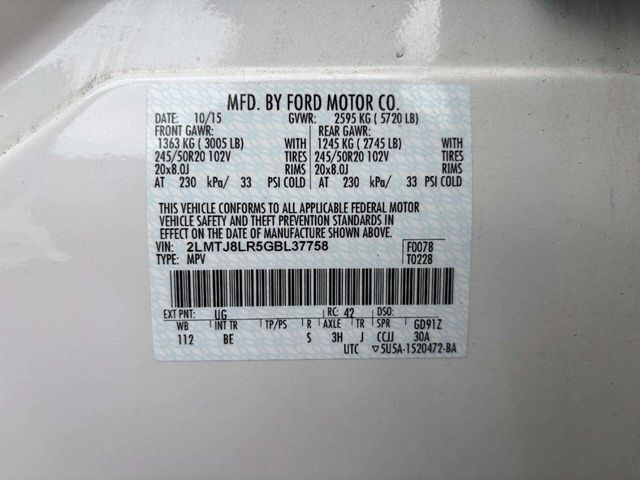 MFD. BY FORD MOTOR CO.
DATE: 10/15 GVWR: 2595 KG ( 5720 LB)
FRONT GAWR: REAR GAWR:
1363 KG ( 3005 LB) WITH 1245 KG ( 2745 LB) WITH
245/50R20 102V TIRES 245/50R20 102V TIRES
20x8.0J RIMS 20x8.0J RIMS
AT 230 kPa/ 33 PSI COLD AT 230 kPa/ 33 PSI COLD
THIS VEHICLE CONFORMS TO ALL APPLICABLE FEDERAL MOTOR
VEHICLE SAFETY AND THEFT PREVENTION STANDARDS IN
EFFECT ON THE DATE OF MANUFACTURE SHOWN ABOVE.
VIN: 2LMTJ8LR5GBL37758 F0078
TYPE: MPV T0228
EXT PNT: UG RC: 42 DSO:
WB INT TR TP/PS R AXLE TR SPR GD91Z
112 BE S 3H J CCJJ 30A
UTC ▽5U5A-1520472-BA